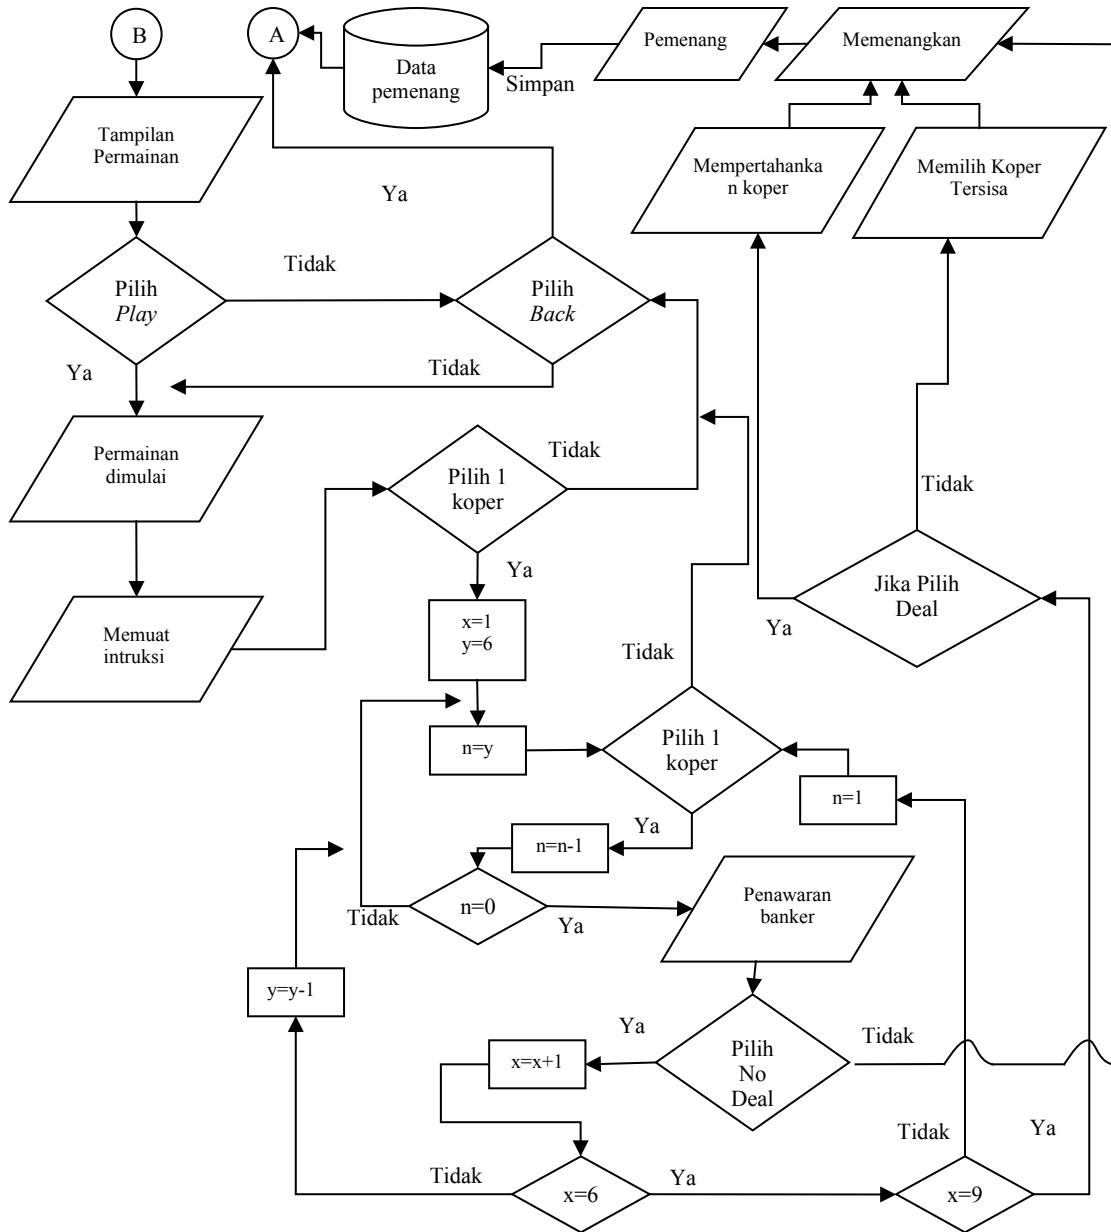 B
A
Data
pemenang
Simpan
Pemenang
Memenangkan
Tampilan
Permainan
Ya
Mempertahanka
n koper
Memilih Koper
Tersisa
Pilih
Play
Tidak
Pilih
Back
Ya
Tidak
Permainan
dimulai
Pilih 1
koper
Tidak
Tidak
Ya
Jika Pilih
Deal
Ya
Memuat
intruksi
x=1
y=6
Tidak
n=y
Pilih 1
koper
n=1
Ya
n=n-1
Tidak
n=0
Ya
Penawaran
banker
y=y-1
Ya
Pilih
No
Deal
Tidak
x=x+1
Tidak
Ya
Tidak
x=6
Ya
x=9